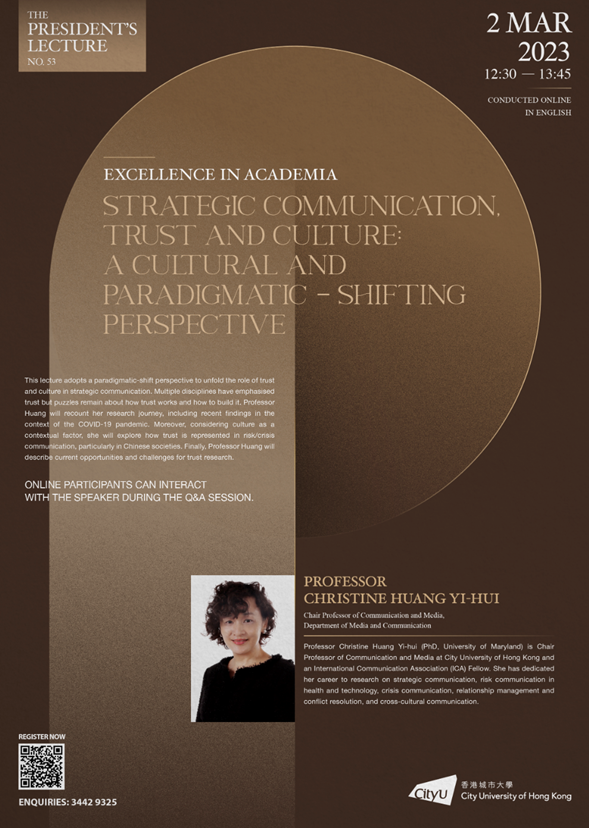 THE
PRESIDENT'S
LECTURE
NO. 53
2 MAR
2023
12:30 — 13:45
CONDUCTED ONLINE
IN ENGLISH
EXCELLENCE IN ACADEMIA
STRATEGIC COMMUNICATION,
TRUST AND CULTURE:
A CULTURAL AND
PARADIGMATIC – SHIFTING
PERSPECTIVE
This lecture adopts a paradigmatic-shift perspective to unfold the role of trust
and culture in strategic communication. Multiple disciplines have emphasised
trust but puzzles remain about how trust works and how to build it. Professor
Huang will recount her research journey, including recent findings in the
context of the COVID-19 pandemic. Moreover, considering culture as a
contextual factor, she will explore how trust is represented in risk/crisis
communication, particularly in Chinese societies. Finally, Professor Huang will
describe current opportunities and challenges for trust research.
ONLINE PARTICIPANTS CAN INTERACT
WITH THE SPEAKER DURING THE Q&A SESSION.
PROFESSOR
CHRISTINE HUANG YI-HUI
Chair Professor of Communication and Media,
Department of Media and Communication
Professor Christine Huang Yi-hui (PhD, University of Maryland) is Chair
Professor of Communication and Media at City University of Hong Kong and
an International Communication Association (ICA) Fellow. She has dedicated
her career to research on strategic communication, risk communication in
health and technology, crisis communication, relationship management and
conflict resolution, and cross-cultural communication.
REGISTER NOW
ENQUIRIES: 3442 9325
CityU
香港城市大學
City University of Hong Kong